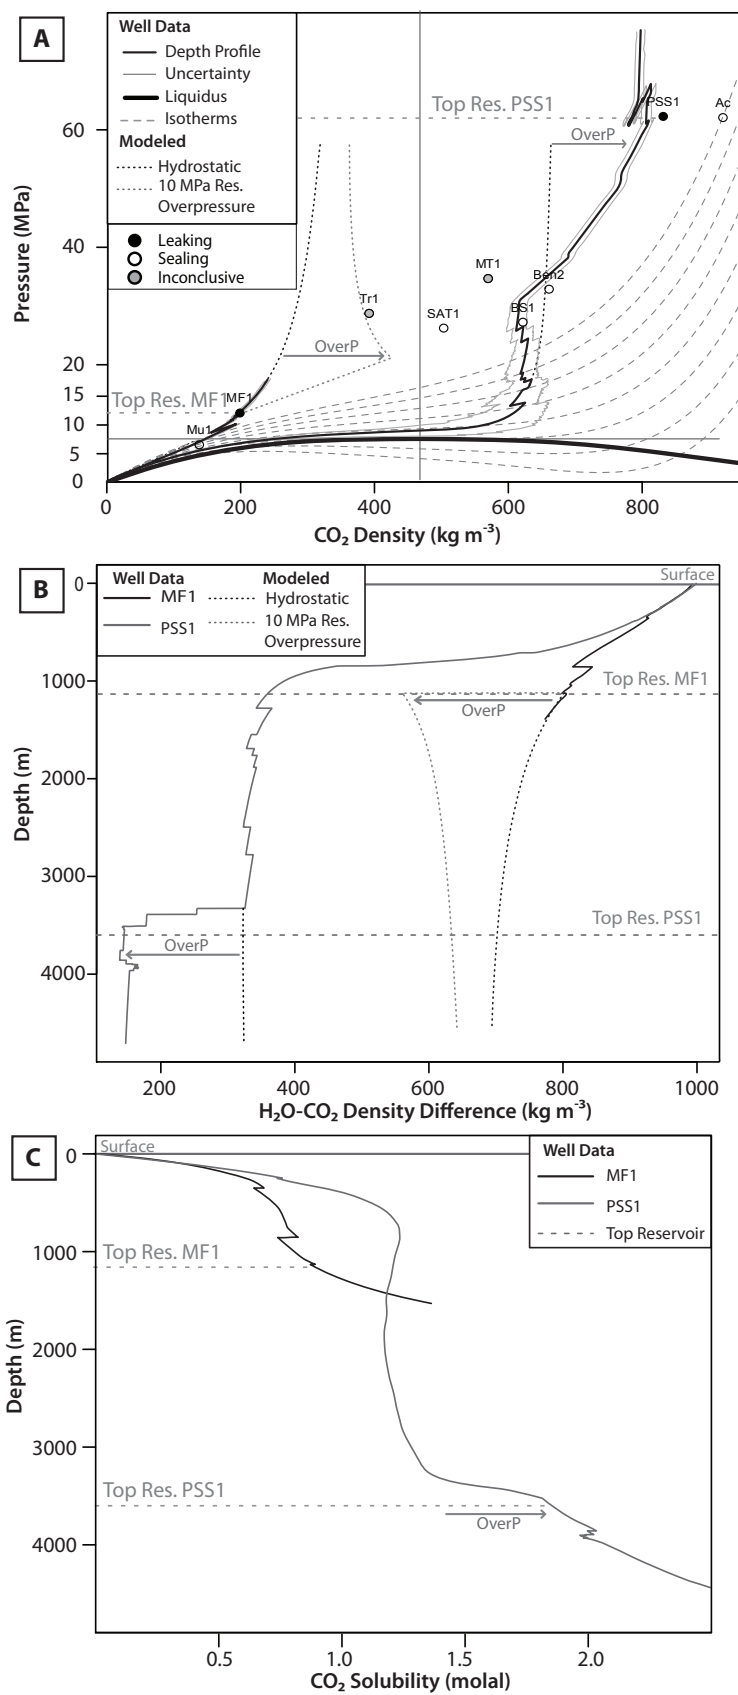 A
Well Data
Depth Profile
Uncertainty
Liquidus
Isotherms
Modeled
Hydrostatic
10 MPa Res.
Overpressure
Leaking
Sealing
Inconclusive
Top Res. PSS1
PSS1
Ac
OverP
MT1
Ben2
Tr1
SAT1
BS1
OverP
Top Res. MF1
MF1
Mu1
Pressure (MPa)
60
40
20
15
10
5
0
0
200
400
600
800
CO₂ Density (kg m⁻³)
B
Well Data
MF1
PSS1
Modeled
Hydrostatic
10 MPa Res.
Overpressure
Surface
Top Res. MF1
OverP
Top Res. PSS1
OverP
Depth (m)
0
1000
2000
3000
4000
200
400
600
800
1000
H₂O-CO₂ Density Difference (kg m⁻³)
C
Surface
Well Data
MF1
PSS1
Top Reservoir
Top Res. MF1
Top Res. PSS1
OverP
Depth (m)
0
1000
2000
3000
4000
0.5
1.0
1.5
2.0
CO₂ Solubility (molal)